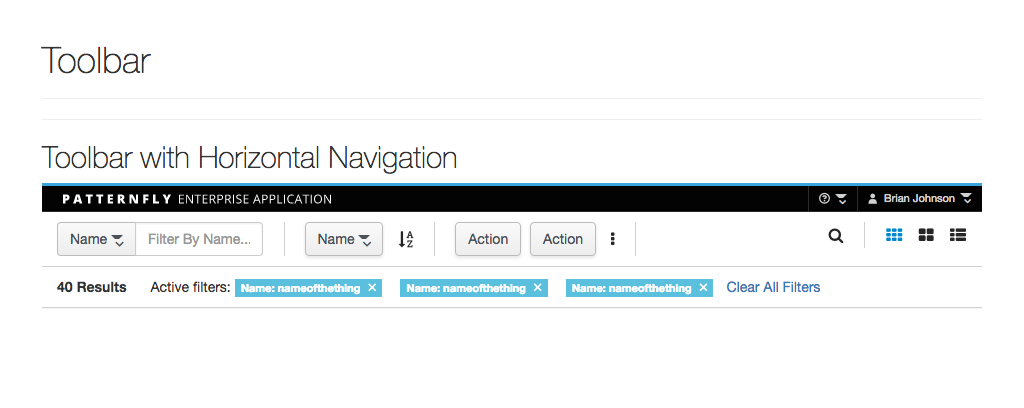 Toolbar
Toolbar with Horizontal Navigation
PATTERNFLY ENTERPRISE APPLICATION Brian Johnson
Name Filter By Name... Name A Z Action Action
40 Results Active filters: Name: nameofthething × Name: nameofthething × Name: nameofthething × Clear All Filters